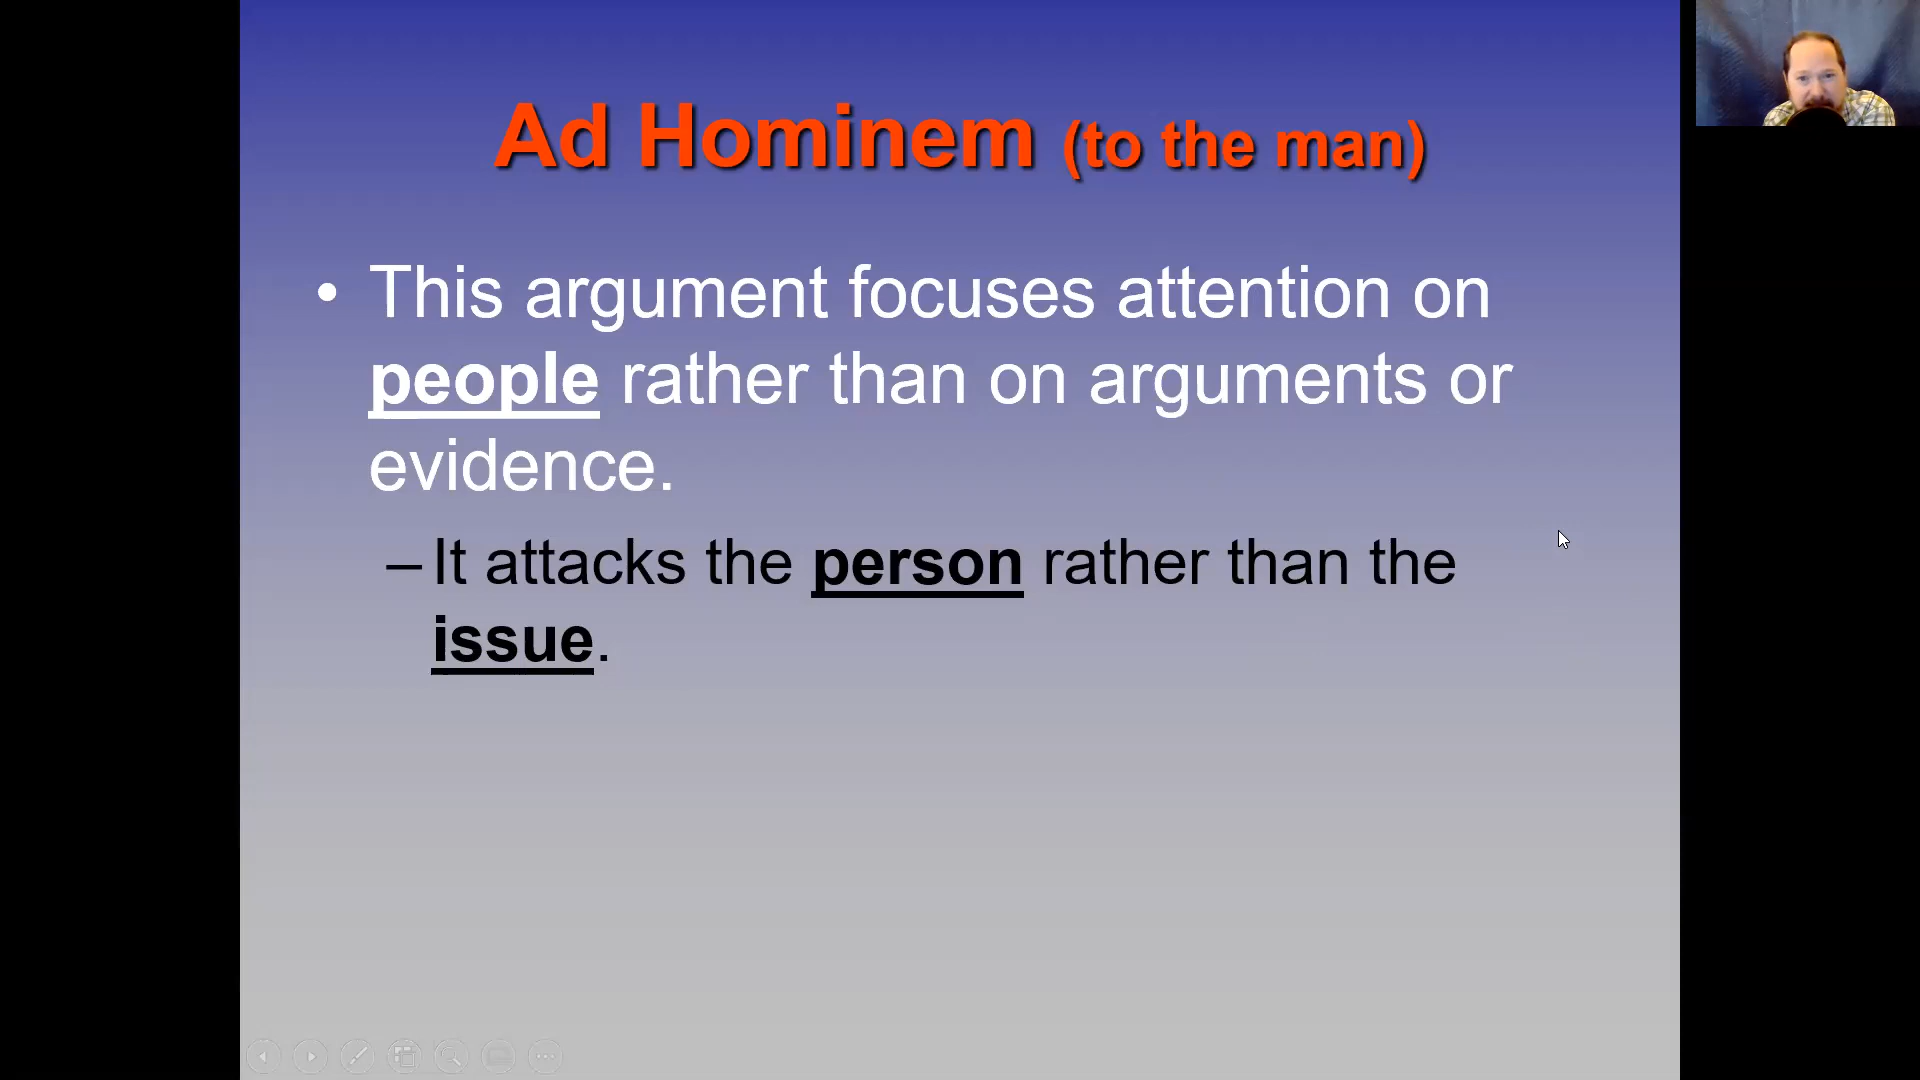 Ad Hominem (to the man)
• This argument focuses attention on
people rather than on arguments or
evidence.
– It attacks the person rather than the
issue.